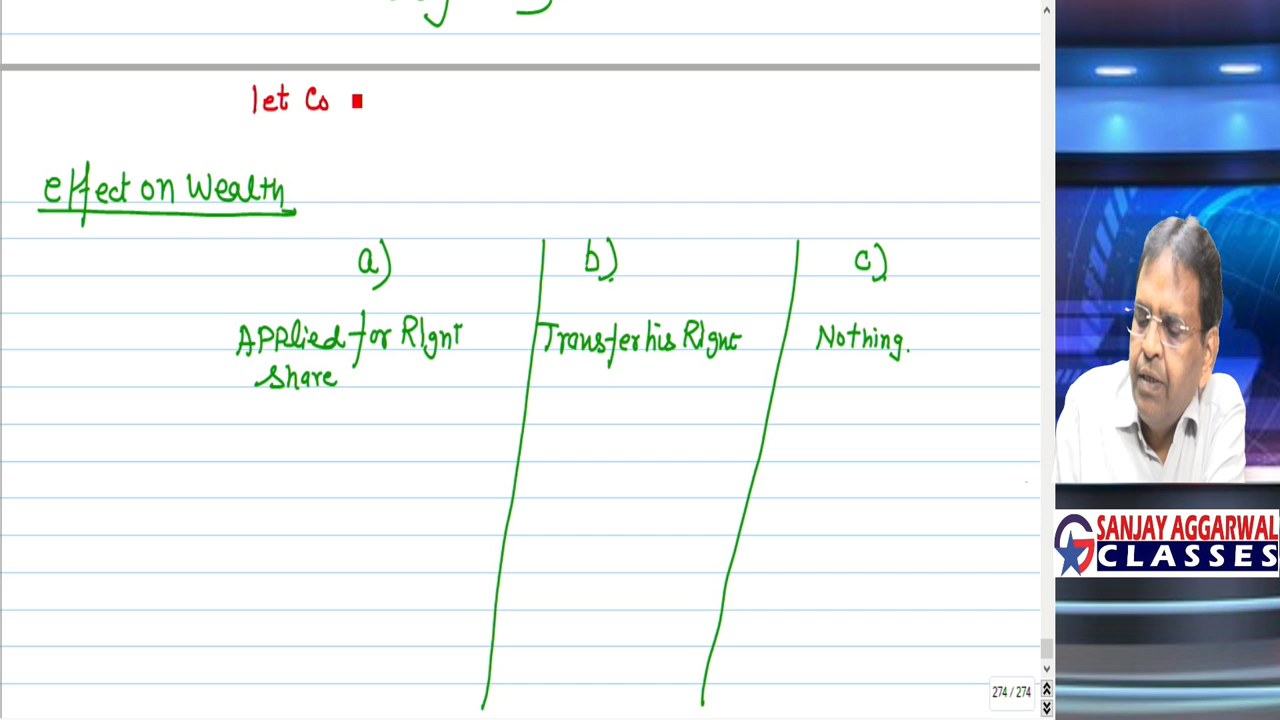 let Co
Effect on Wealth
a) b) c)
Applied for Right Transfer his Right Nothing.
Share
SANJAY AGGARWAL
CLASSES
274 / 274